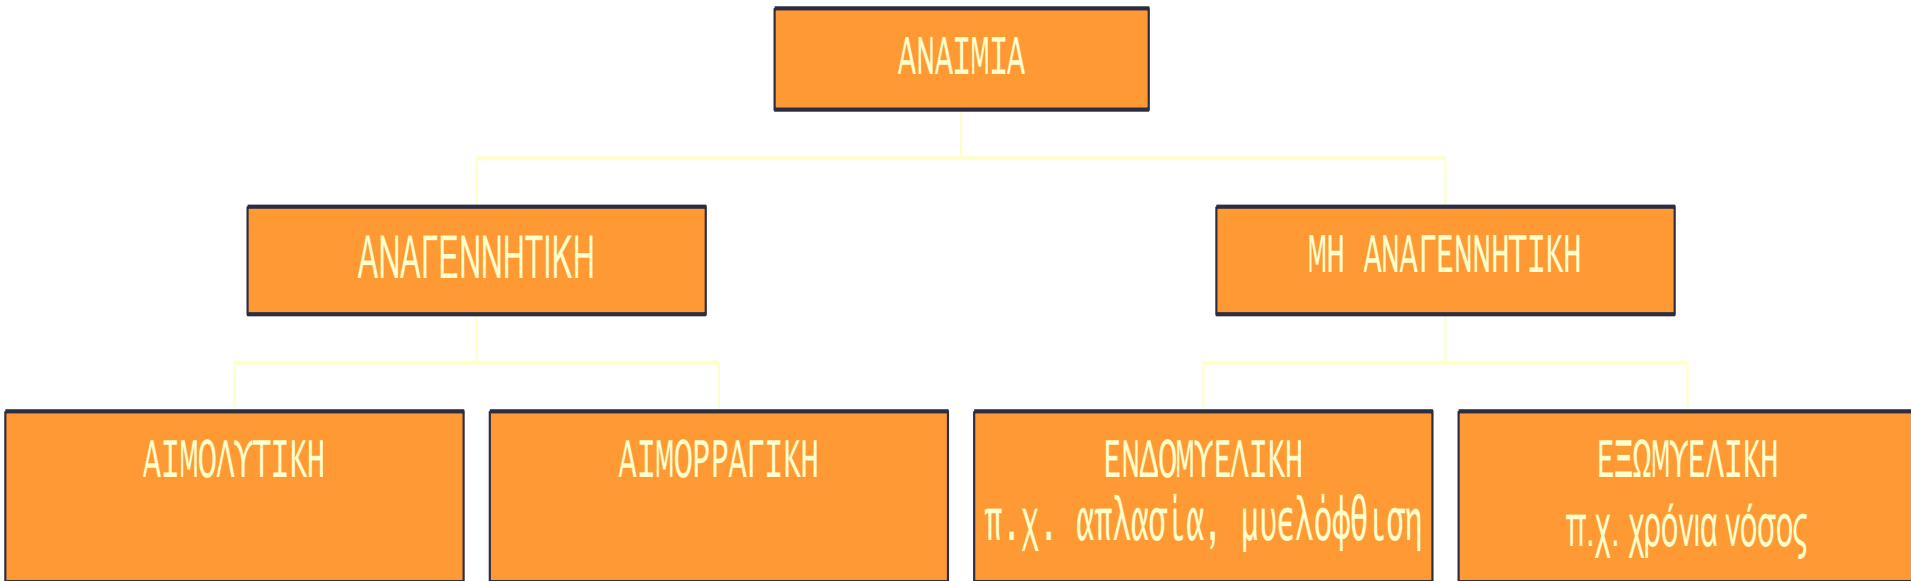 ΑΝΑΙΜΙΑ
ΑΝΑΓΕΝΝΗΤΙΚΗ
ΜΗ ΑΝΑΓΕΝΝΗΤΙΚΗ
ΑΙΜΟΛΥΤΙΚΗ
ΑΙΜΟΡΡΑΓΙΚΗ
ΕΝΔΟΜΥΕΛΙΚΗ
π.χ. απλασία, μυελόφθιση
ΕΞΩΜΥΕΛΙΚΗ
π.χ. χρόνια νόσος